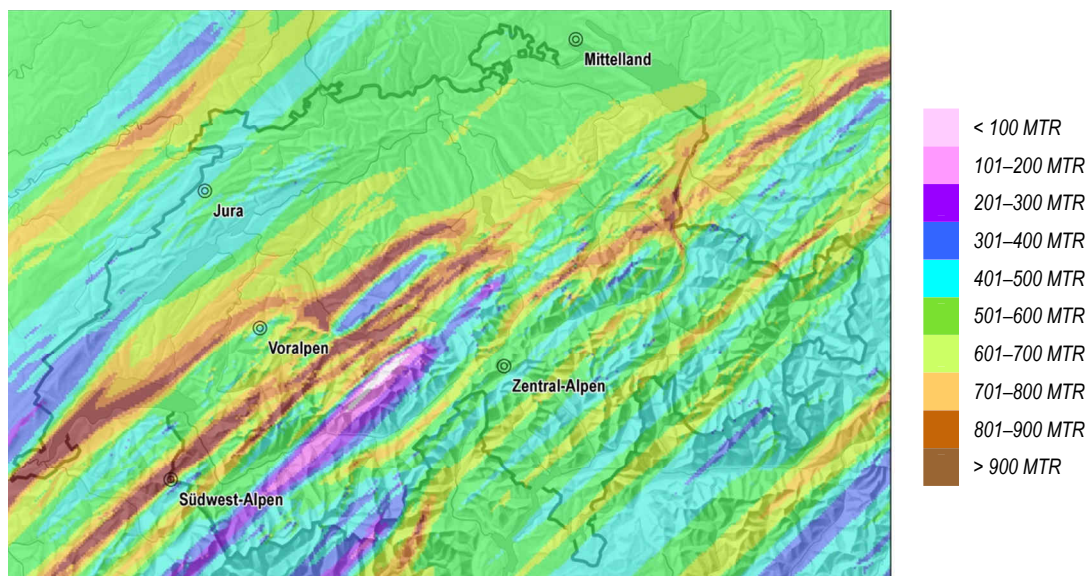 Mittelland
Jura
Voralpen
Zentral-Alpen
Südwest-Alpen
< 100 MTR
101–200 MTR
201–300 MTR
301–400 MTR
401–500 MTR
501–600 MTR
601–700 MTR
701–800 MTR
801–900 MTR
> 900 MTR